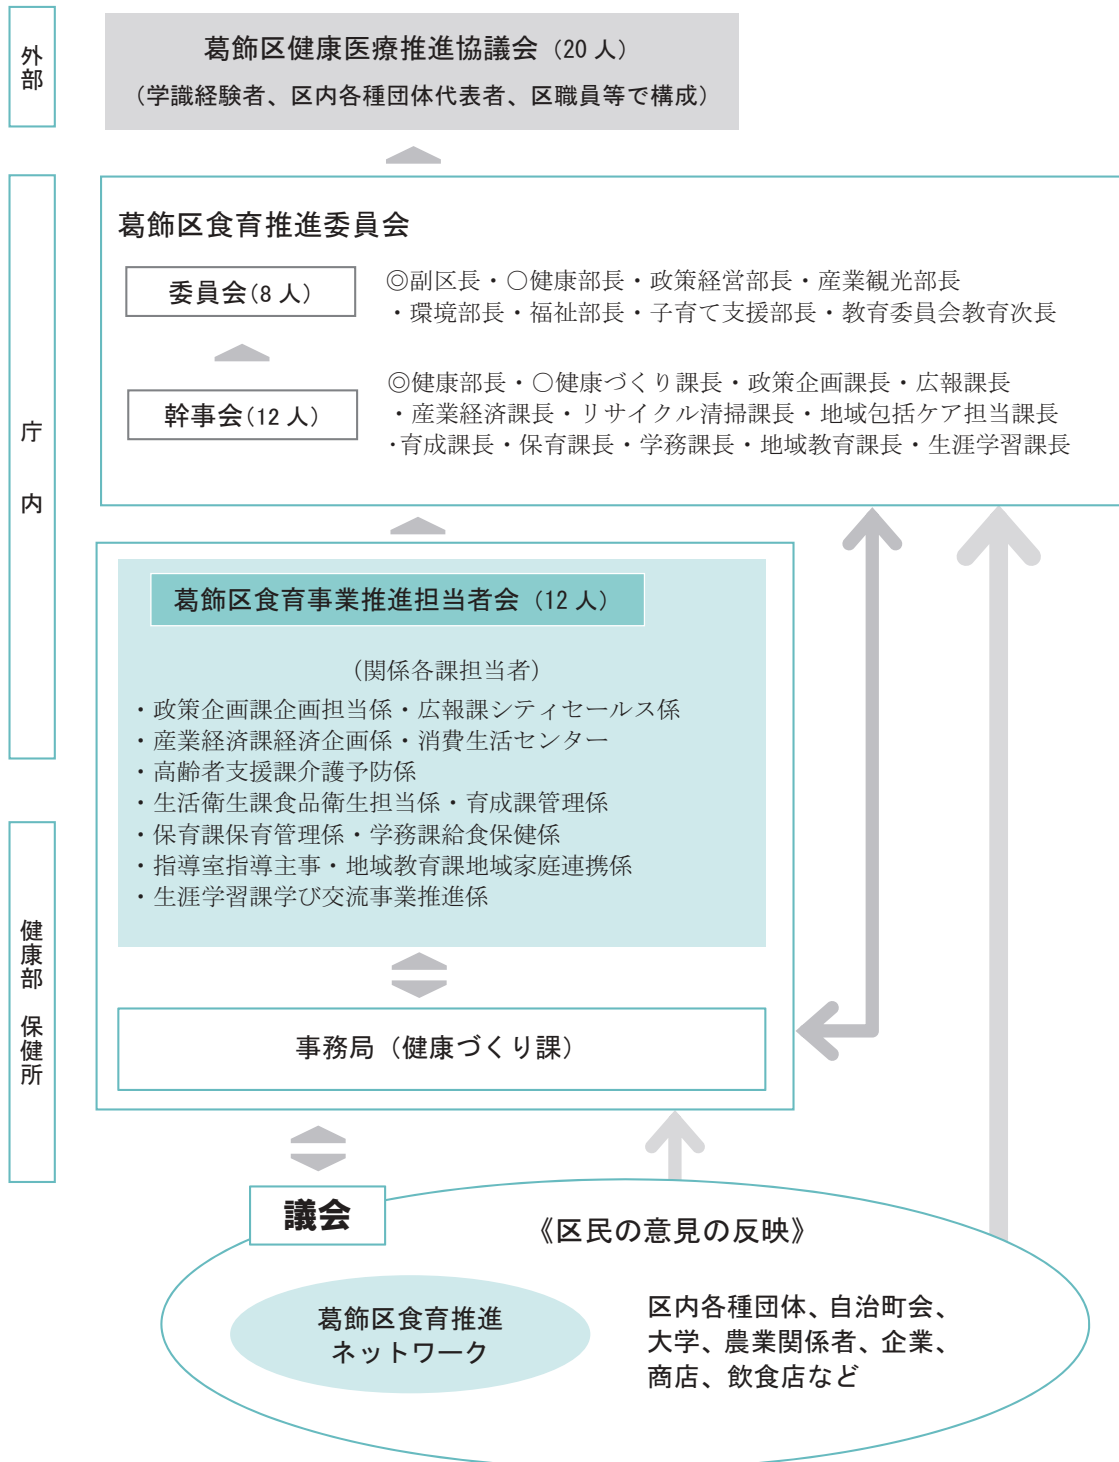 外部
葛飾区健康医療推進協議会（20人）
（学識経験者、区内各種団体代表者、区職員等で構成）
庁内
葛飾区食育推進委員会
委員会（8人）
◎副区長・〇健康部長・政策経営部長・産業観光部長
・環境部長・福祉部長・子育て支援部長・教育委員会教育次長
幹事会（12人）
◎健康部長・〇健康づくり課長・政策企画課長・広報課長
・産業経済課長・リサイクル清掃課長・地域包括ケア担当課長
・育成課長・保育課長・学務課長・地域教育課長・生涯学習課長
葛飾区食育事業推進担当者会（12人）
（関係各課担当者）
・政策企画課企画担当係・広報課シティセールス係
・産業経済課経済企画係・消費生活センター
・高齢者支援課介護予防係
・生活衛生課食品衛生担当係・育成課管理係
・保育課保育管理係・学務課給食保健係
・指導室指導主事・地域教育課地域家庭連携係
・生涯学習課学び交流事業推進係
健康部 保健所
事務局（健康づくり課）
議会
《区民の意見の反映》
葛飾区食育推進
ネットワーク
区内各種団体、自治町会、
大学、農業関係者、企業、
商店、飲食店など